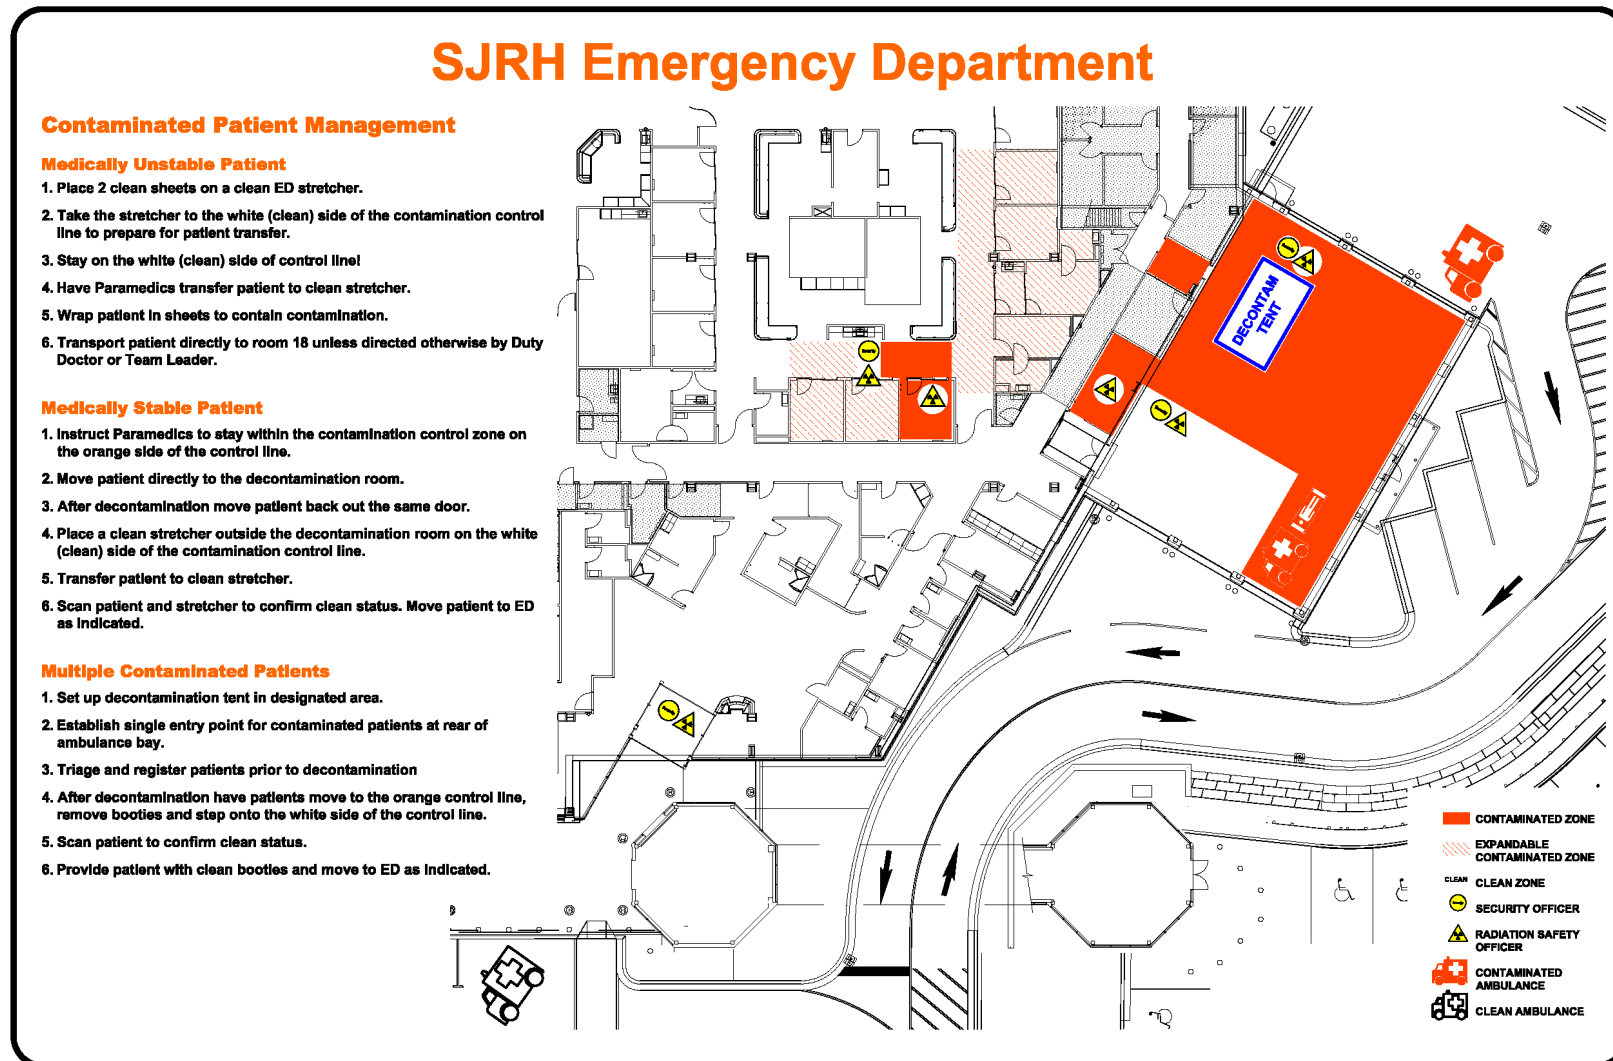 SJRH Emergency Department
Contaminated Patient Management
Medically Unstable Patient
1. Place 2 clean sheets on a clean ED stretcher.
2. Take the stretcher to the white (clean) side of the contamination control
line to prepare for patient transfer.
3. Stay on the white (clean) side of control line!
4. Have Paramedics transfer patient to clean stretcher.
5. Wrap patient in sheets to contain contamination.
6. Transport patient directly to room 18 unless directed otherwise by Duty
Doctor or Team Leader.
Medically Stable Patient
1. Instruct Paramedics to stay within the contamination control zone on
the orange side of the control line.
2. Move patient directly to the decontamination room.
3. After decontamination move patient back out the same door.
4. Place a clean stretcher outside the decontamination room on the white
(clean) side of the contamination control line.
5. Transfer patient to clean stretcher.
6. Scan patient and stretcher to confirm clean status. Move patient to ED
as indicated.
Multiple Contaminated Patients
1. Set up decontamination tent in designated area.
2. Establish single entry point for contaminated patients at rear of
ambulance bay.
3. Triage and register patients prior to decontamination
4. After decontamination have patients move to the orange control line,
remove booties and step onto the white side of the control line.
5. Scan patient to confirm clean status.
6. Provide patient with clean booties and move to ED as indicated.
DECONTAM
TENT
CONTAMINATED ZONE
EXPANDABLE
CONTAMINATED ZONE
CLEAN CLEAN ZONE
SECURITY OFFICER
RADIATION SAFETY
OFFICER
CONTAMINATED
AMBULANCE
CLEAN AMBULANCE